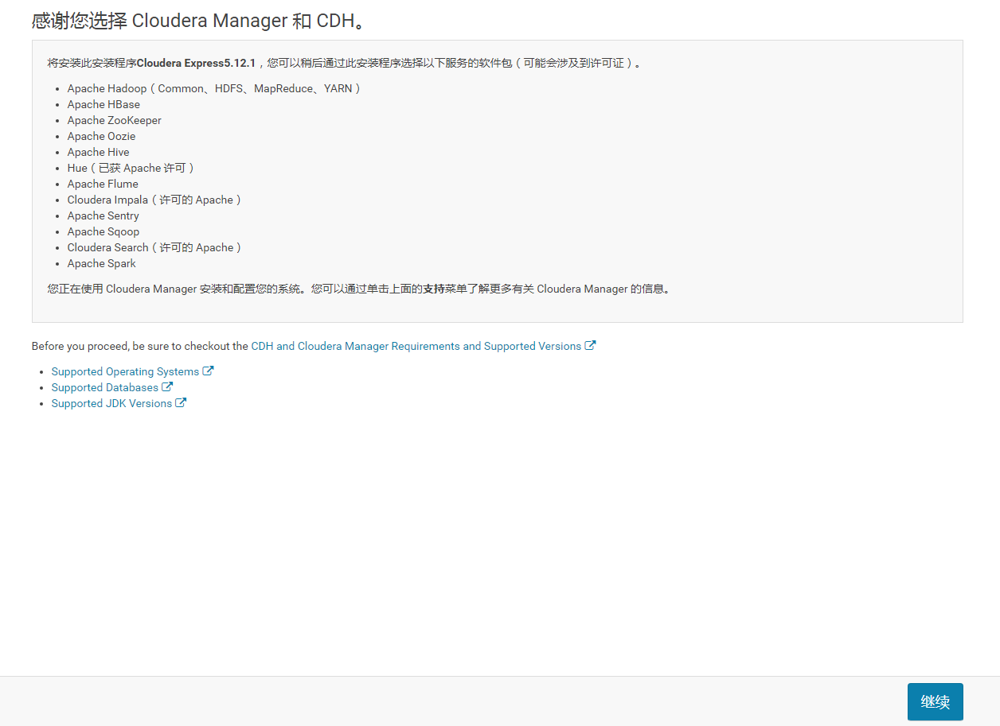 感谢您选择 Cloudera Manager 和 CDH。
将安装此安装程序Cloudera Express5.12.1，您可以稍后通过此安装程序选择以下服务的软件包（可能会涉及到许可证）。
Apache Hadoop（Common、HDFS、MapReduce、YARN）
Apache HBase
Apache ZooKeeper
Apache Oozie
Apache Hive
Hue（已获 Apache 许可）
Apache Flume
Cloudera Impala（许可的 Apache）
Apache Sentry
Apache Sqoop
Cloudera Search（许可的 Apache）
Apache Spark
您正在使用 Cloudera Manager 安装和配置您的系统。您可以通过单击上面的支持菜单了解更多有关 Cloudera Manager 的信息。
Before you proceed, be sure to checkout the CDH and Cloudera Manager Requirements and Supported Versions
Supported Operating Systems
Supported Databases
Supported JDK Versions
继续